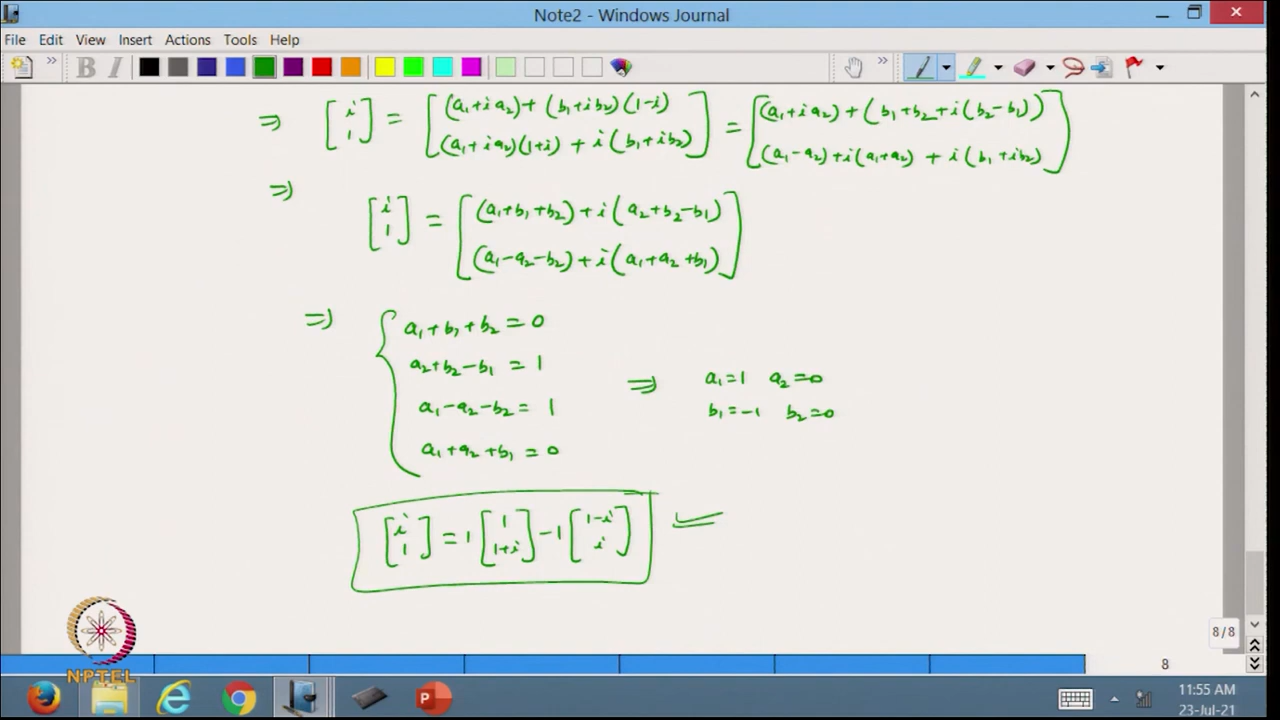 Note2 - Windows Journal
File Edit View Insert Actions Tools Help
⇒ [i 1] = [(a₁+ia₂)+(b₁+ib₂)(1-i) (a₁+ia₂)(1+i)+i(b₁+ib₂)] = [(a₁+ia₂)+(b₁+b₂+i(b₂-b₁)) (a₁-a₂)+i(a₁+a₂)+i(b₁+ib₂)]
⇒
[i 1] = [(a₁+b₁+b₂)+i(a₂+b₂-b₁) (a₁-a₂-b₂)+i(a₁+a₂+b₁)]
⇒ { a₁+b₁+b₂=0
a₂+b₂-b₁ = 1
a₁-a₂-b₂= 1
a₁+a₂+b₁=0
⇒ a₁=1 a₂=0
b₁=-1 b₂=0
[i 1] = 1[1 1+i] -1[1-i i]
NPTEL
8/8
8
11:55 AM
23-Jul-21